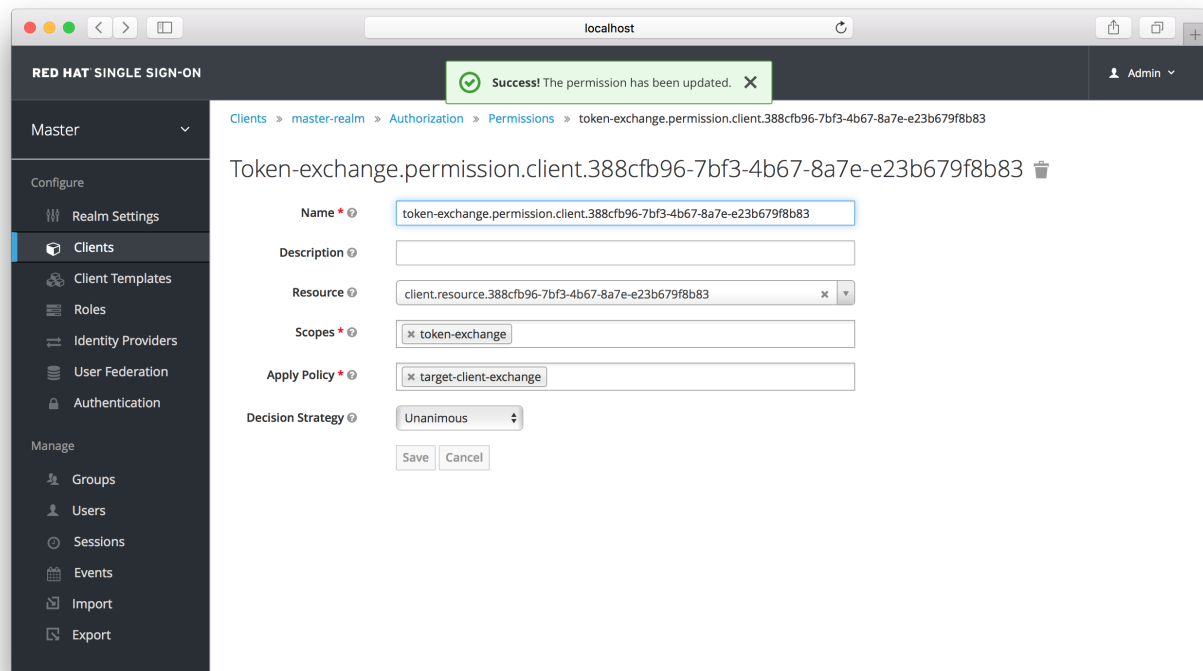 localhost
RED HAT SINGLE SIGN-ON
Success! The permission has been updated.
Admin
Master
Clients » master-realm » Authorization » Permissions » token-exchange.permission.client.388cfb96-7bf3-4b67-8a7e-e23b679f8b83
Token-exchange.permission.client.388cfb96-7bf3-4b67-8a7e-e23b679f8b83
Configure
Realm Settings
Clients
Client Templates
Roles
Identity Providers
User Federation
Authentication
Manage
Groups
Users
Sessions
Events
Import
Export
Name * token-exchange.permission.client.388cfb96-7bf3-4b67-8a7e-e23b679f8b83
Description
Resource client.resource.388cfb96-7bf3-4b67-8a7e-e23b679f8b83
Scopes * × token-exchange
Apply Policy * × target-client-exchange
Decision Strategy Unanimous
Save Cancel